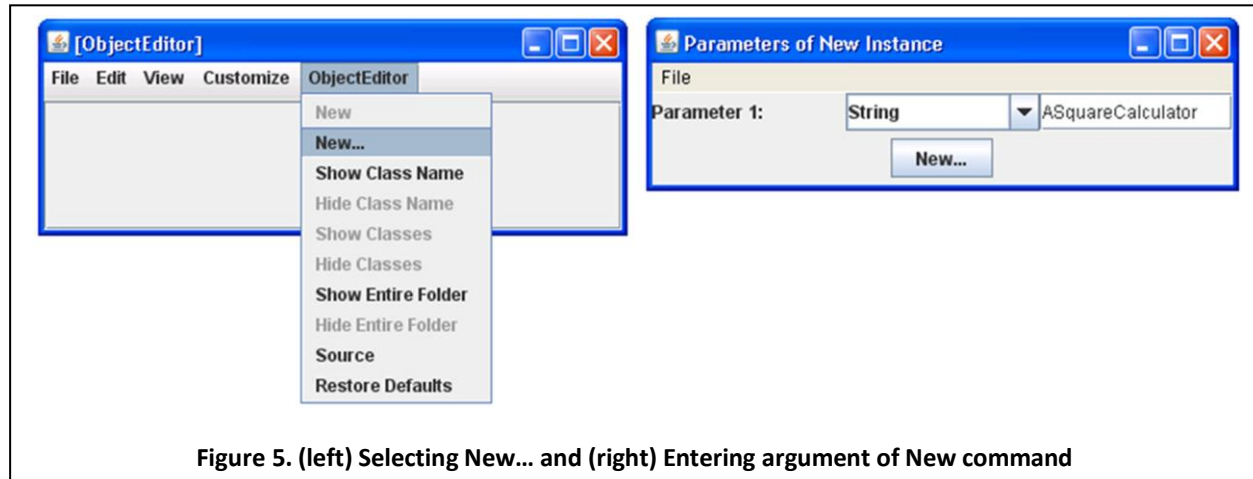 [ObjectEditor]
File Edit View Customize ObjectEditor
New
New...
Show Class Name
Hide Class Name
Show Classes
Hide Classes
Show Entire Folder
Hide Entire Folder
Source
Restore Defaults
Parameters of New Instance
File
Parameter 1: String ASquareCalculator
New...
Figure 5. (left) Selecting New… and (right) Entering argument of New command